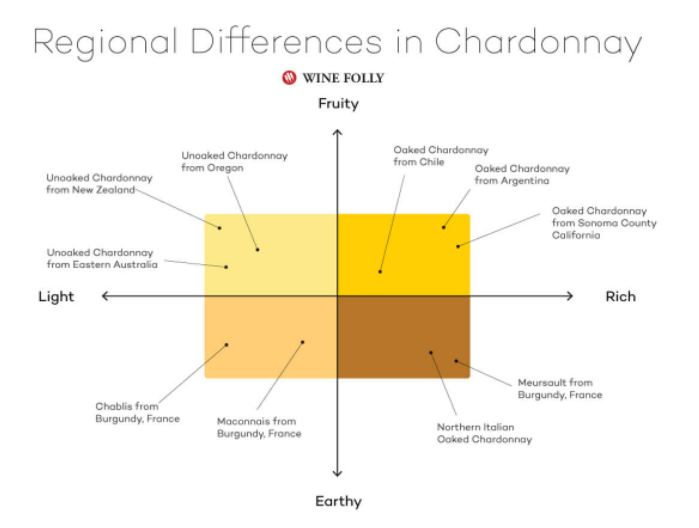 Regional Differences in Chardonnay
WINE FOLLY
Fruity
Unoaked Chardonnay
from Oregon
Oaked Chardonnay
from Chile
Unoaked Chardonnay
from New Zealand
Oaked Chardonnay
from Argentina
Oaked Chardonnay
from Sonoma County
California
Unoaked Chardonnay
from Eastern Australia
Light
Rich
Chablis from
Burgundy, France
Maconnais from
Burgundy, France
Meursault from
Burgundy, France
Northern Italian
Oaked Chardonnay
Earthy